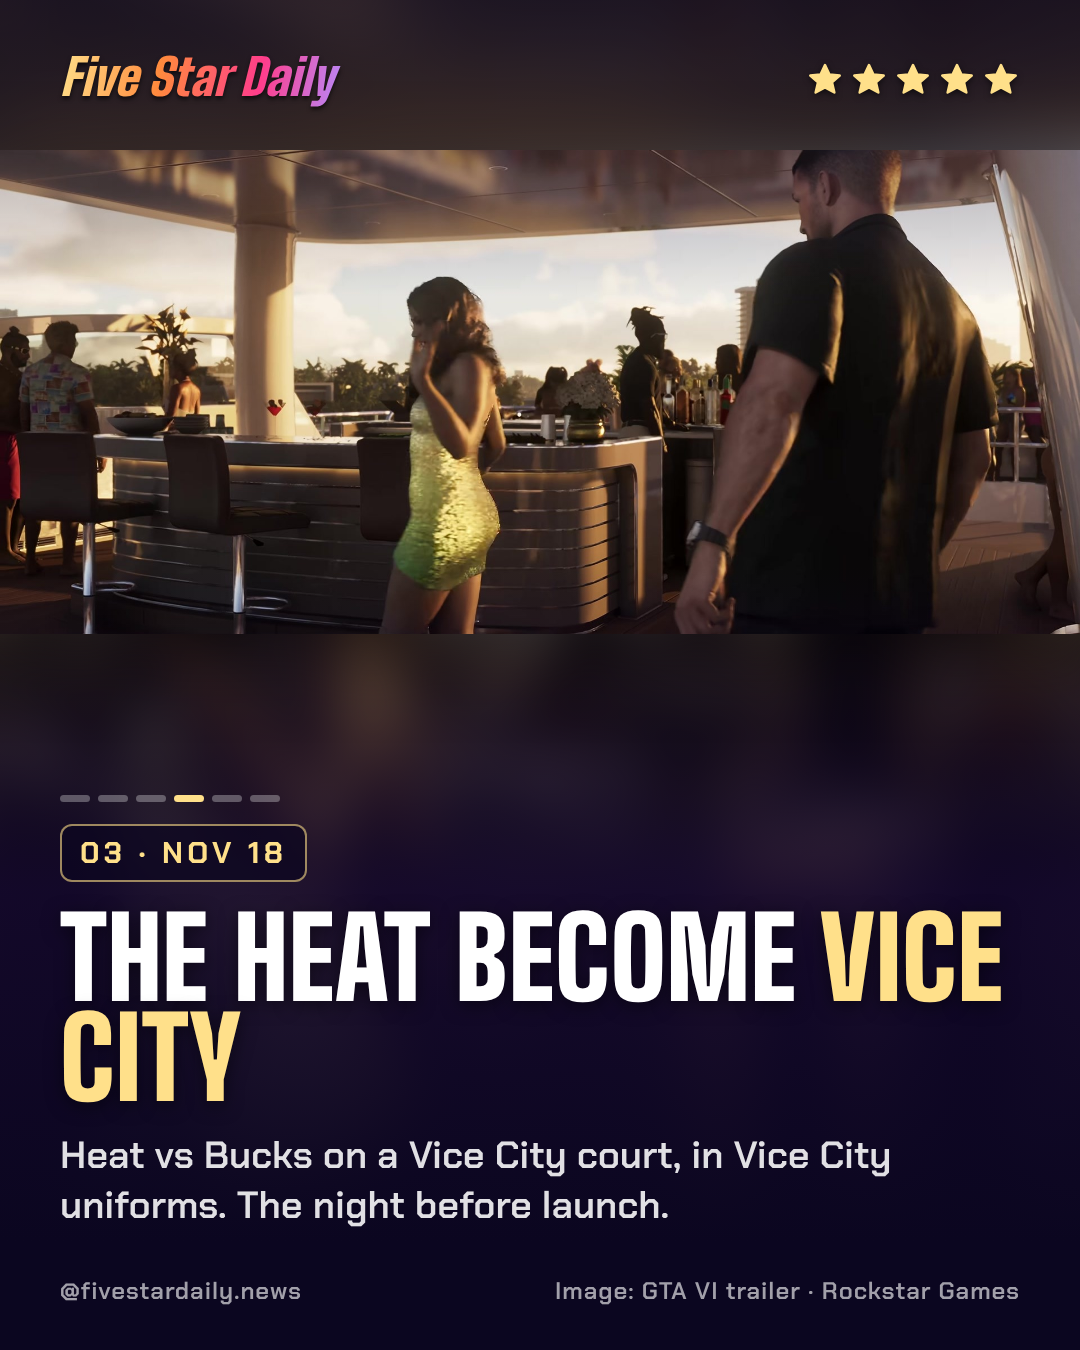 Five Star Daily
03 · NOV 18
THE HEAT BECOME VICE
CITY
Heat vs Bucks on a Vice City court, in Vice City
uniforms. The night before launch.
@fivestardaily.news
Image: GTA VI trailer · Rockstar Games